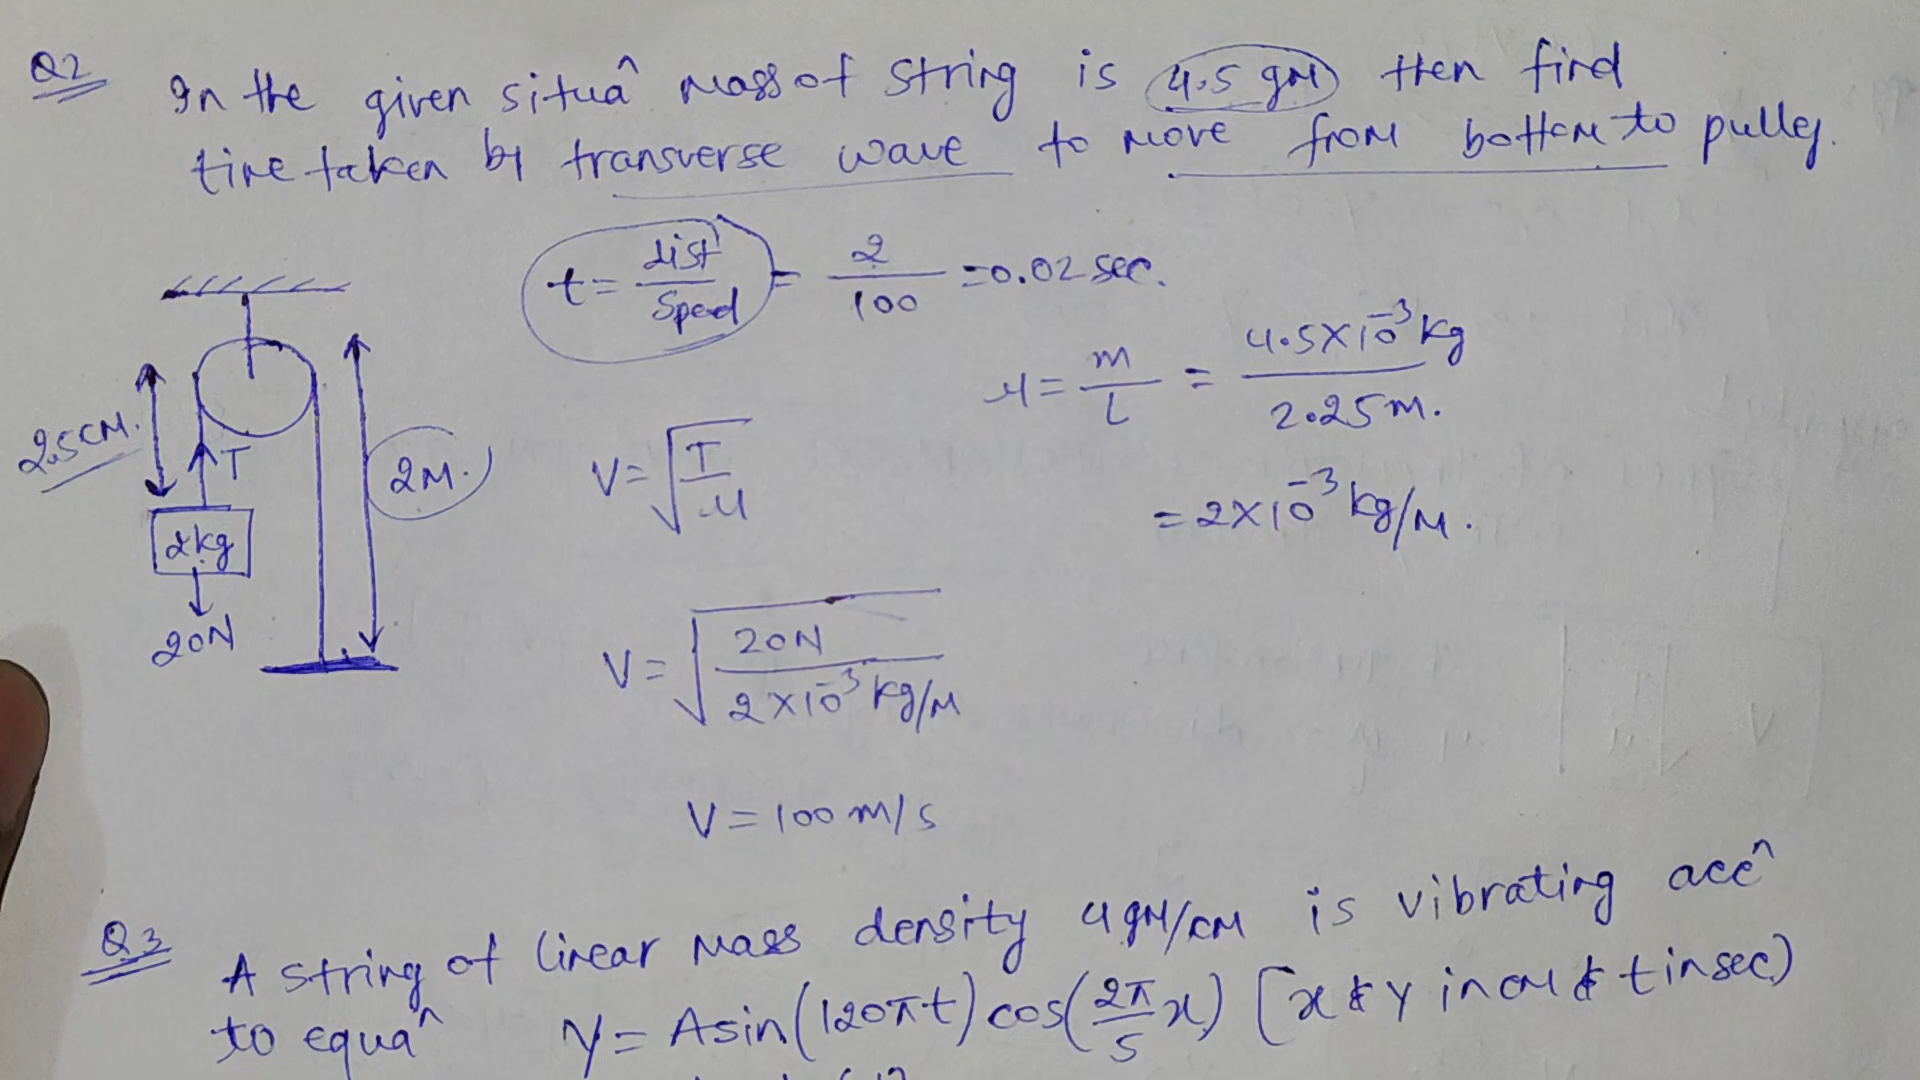 Q2 In the given situaⁿ mass of string is 4.5 gm then find
time taken by transverse wave to move from bottom to pulley.
t = dist/Speed = 2/100 = 0.02 sec.
μ = m/L = 4.5×10⁻³ kg/2.25 m.
= 2×10⁻³ kg/m.
25 cm.
T
2m.
2kg
20N
V = √(T/μ)
V = √(20N/2×10⁻³ kg/m)
V = 100 m/s
Q3 A string of linear mass density 4 gm/cm is vibrating accⁿ
to equaⁿ y = A sin(120πt) cos(2π/5 x) [x & y in cm & t in sec)